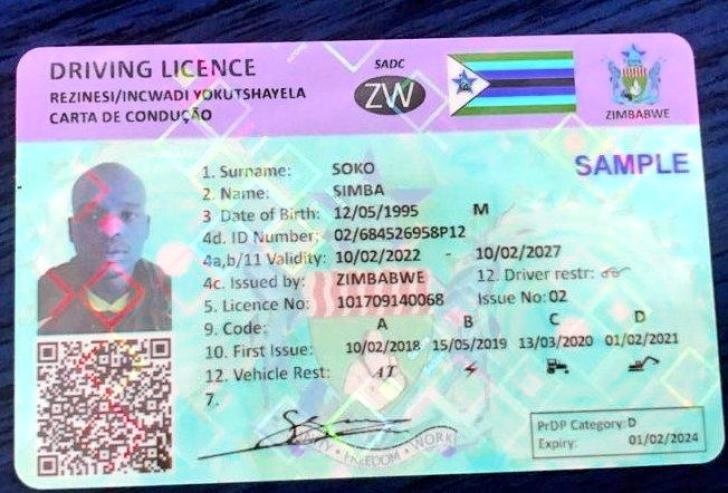 DRIVING LICENCE
REZINESI/INCWADI YOKUTSHAYELA
CARTA DE CONDUÇÃO
SADC
ZW
ZIMBABWE
SAMPLE
1. Surname: SOKO
2. Name: SIMBA
3 Date of Birth: 12/05/1995 M
4d. ID Number: 02/684526958P12
4a,b/11 Validity: 10/02/2022 - 10/02/2027
4c. Issued by: ZIMBABWE 12. Driver restr:
5. Licence No: 101709140068 Issue No: 02
9. Code: A B C D
10. First Issue: 10/02/2018 15/05/2019 13/03/2020 01/02/2021
12. Vehicle Rest: AT
7.
PrDP Category: D
Expiry: 01/02/2024
FREEDOM • WORK